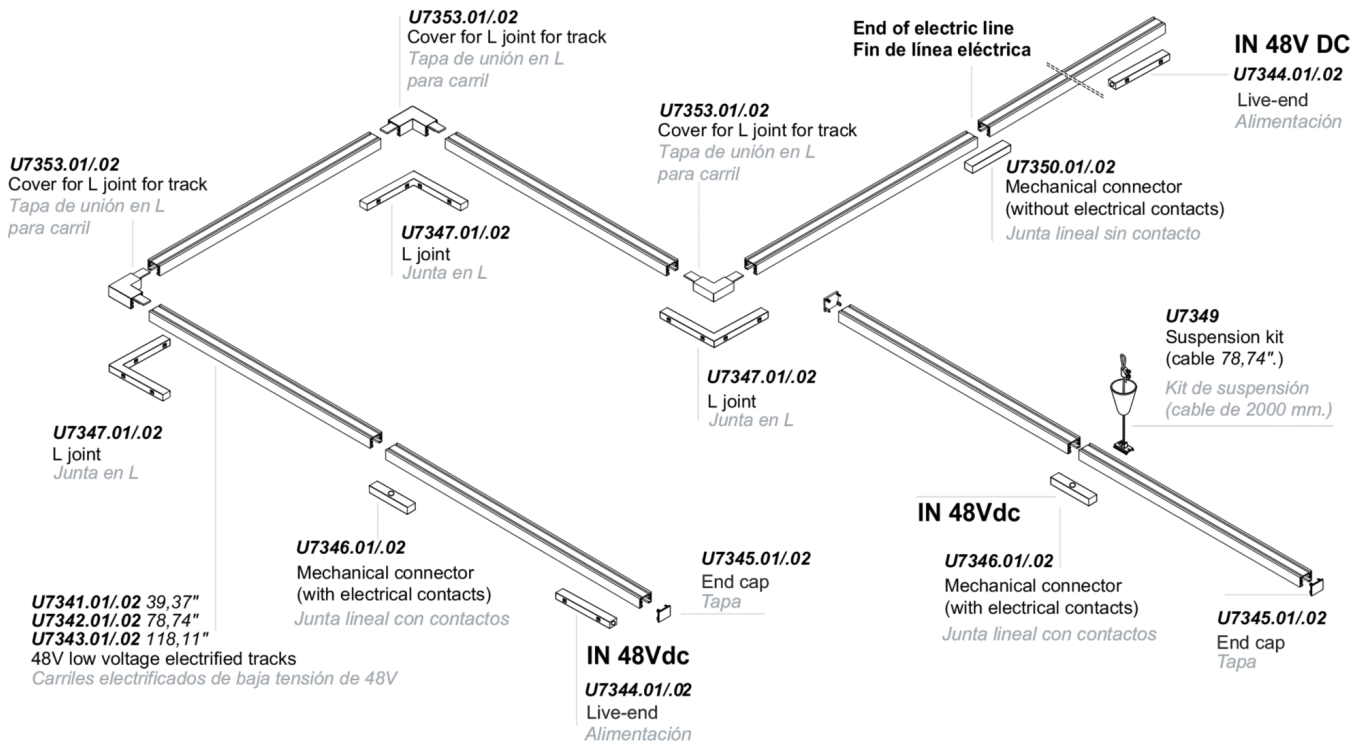 U7353.01/.02
Cover for L joint for track
Tapa de unión en L
para carril
End of electric line
Fin de línea eléctrica
IN 48V DC
U7344.01/.02
Live-end
Alimentación
U7353.01/.02
Cover for L joint for track
Tapa de unión en L
para carril
U7353.01/.02
Cover for L joint for track
Tapa de unión en L
para carril
U7350.01/.02
Mechanical connector
(without electrical contacts)
Junta lineal sin contacto
U7347.01/.02
L joint
Junta en L
U7349
Suspension kit
(cable 78,74".)
Kit de suspensión
(cable de 2000 mm.)
U7347.01/.02
L joint
Junta en L
U7347.01/.02
L joint
Junta en L
IN 48Vdc
U7346.01/.02
Mechanical connector
(with electrical contacts)
Junta lineal con contactos
U7345.01/.02
End cap
Tapa
U7346.01/.02
Mechanical connector
(with electrical contacts)
Junta lineal con contactos
U7345.01/.02
End cap
Tapa
U7341.01/.02 39,37"
U7342.01/.02 78,74"
U7343.01/.02 118,11"
48V low voltage electrified tracks
Carriles electrificados de baja tensión de 48V
IN 48Vdc
U7344.01/.02
Live-end
Alimentación